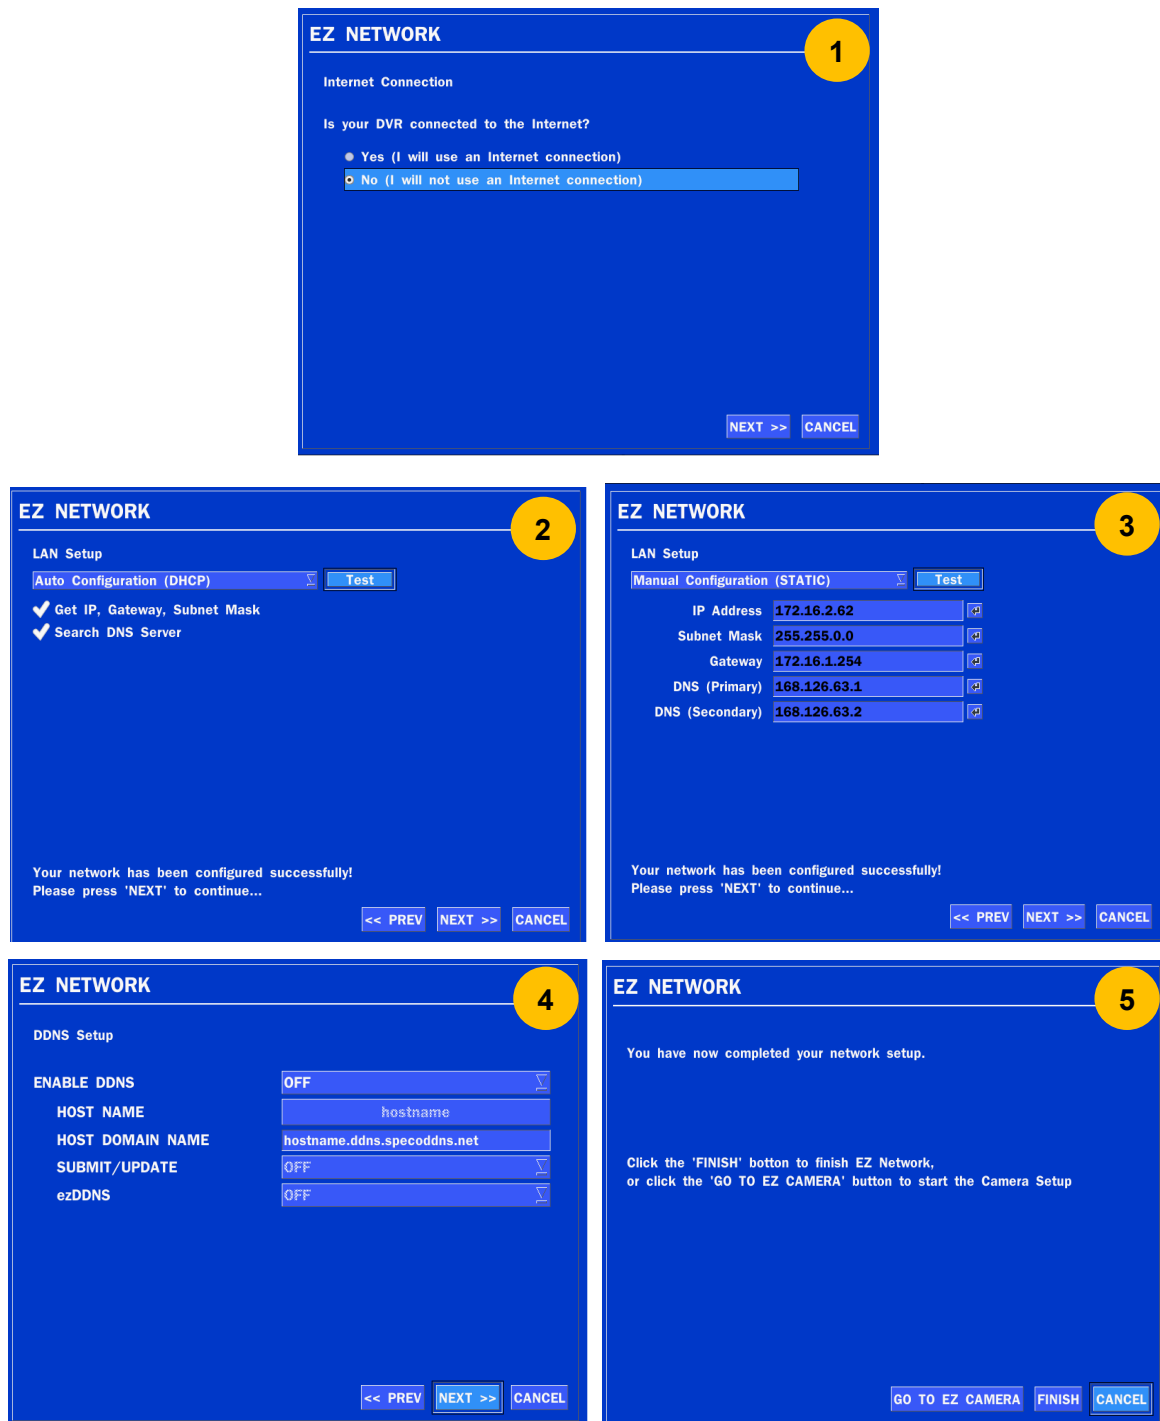 EZ NETWORK
1
Internet Connection
Is your DVR connected to the Internet?
Yes (I will use an Internet connection)
No (I will not use an Internet connection)
NEXT >> CANCEL
EZ NETWORK
2
LAN Setup
Auto Configuration (DHCP) Test
Get IP, Gateway, Subnet Mask
Search DNS Server
Your network has been configured successfully!
Please press 'NEXT' to continue...
<< PREV NEXT >> CANCEL
EZ NETWORK
3
LAN Setup
Manual Configuration (STATIC) Test
IP Address 172.16.2.62
Subnet Mask 255.255.0.0
Gateway 172.16.1.254
DNS (Primary) 168.126.63.1
DNS (Secondary) 168.126.63.2
Your network has been configured successfully!
Please press 'NEXT' to continue...
<< PREV NEXT >> CANCEL
EZ NETWORK
4
DDNS Setup
ENABLE DDNS OFF
HOST NAME hostname
HOST DOMAIN NAME hostname.ddns.specoddns.net
SUBMIT/UPDATE OFF
ezDDNS OFF
<< PREV NEXT >> CANCEL
EZ NETWORK
5
You have now completed your network setup.
Click the 'FINISH' botton to finish EZ Network,
or click the 'GO TO EZ CAMERA' button to start the Camera Setup
GO TO EZ CAMERA FINISH CANCEL